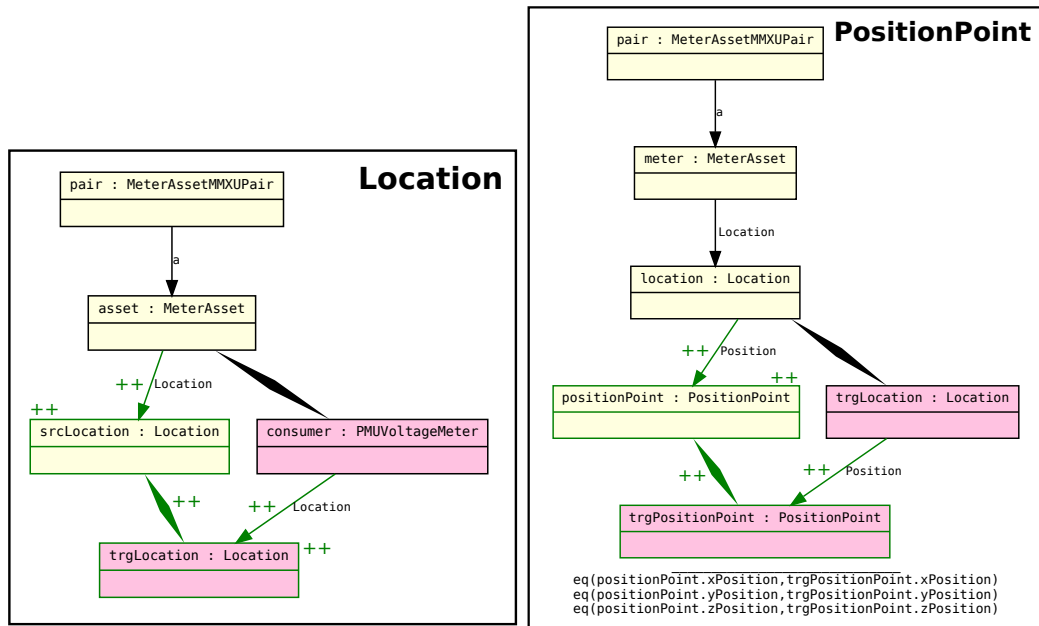 Location
pair : MeterAssetMMXUPair
a
asset : MeterAsset
++ Location
++
srcLocation : Location
consumer : PMUVoltageMeter
++
++ Location
trgLocation : Location
++
PositionPoint
pair : MeterAssetMMXUPair
a
meter : MeterAsset
Location
location : Location
++ Position
++
positionPoint : PositionPoint
trgLocation : Location
++
++ Position
trgPositionPoint : PositionPoint
eq(positionPoint.xPosition,trgPositionPoint.xPosition)
eq(positionPoint.yPosition,trgPositionPoint.yPosition)
eq(positionPoint.zPosition,trgPositionPoint.zPosition)